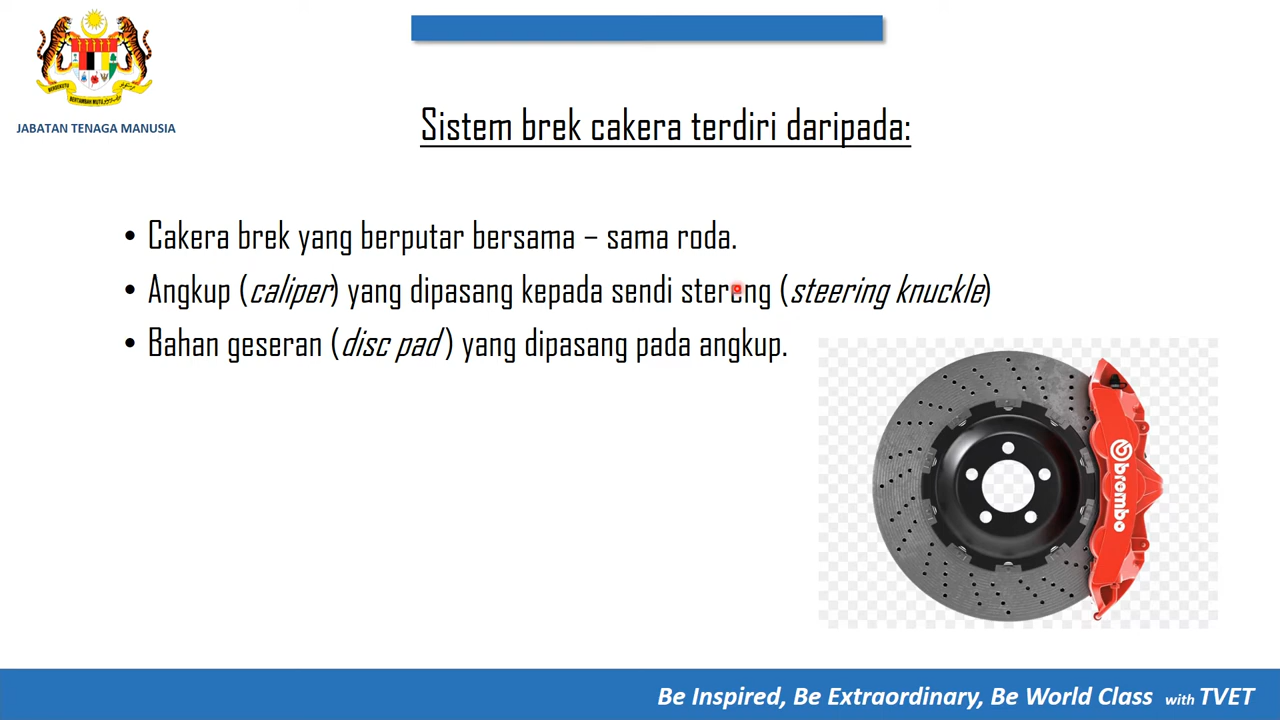 JABATAN TENAGA MANUSIA
Sistem brek cakera terdiri daripada:
• Cakera brek yang berputar bersama – sama roda.
• Angkup (caliper) yang dipasang kepada sendi stereng (steering knuckle)
• Bahan geseran (disc pad ) yang dipasang pada angkup.
brembo
Be Inspired, Be Extraordinary, Be World Class with TVET